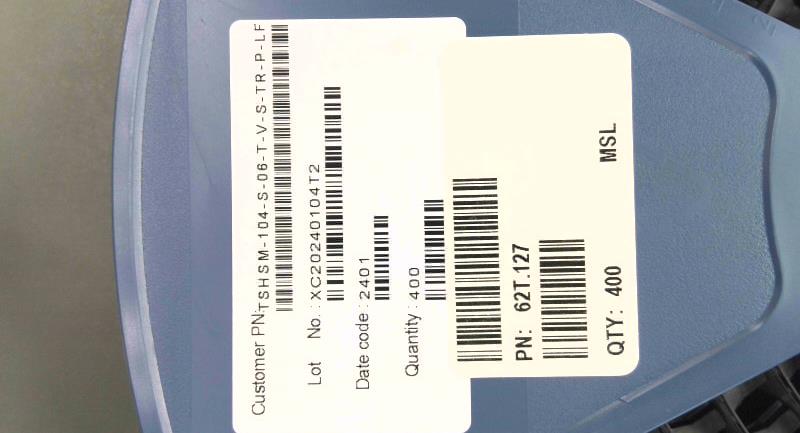 Customer PN:TSHSM-104-S-06-T-V-S-TR-P-LF
Lot No.:XC20240104T2
Date code:2401
Quantity:400
PN: 62T.127
QTY: 400 MSL